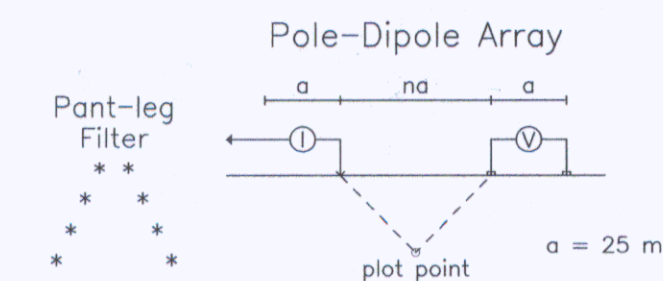 Pole-Dipole Array
a na a
Pant-leg
Filter
I V
* *
* *
* *
* *
a = 25 m
plot point